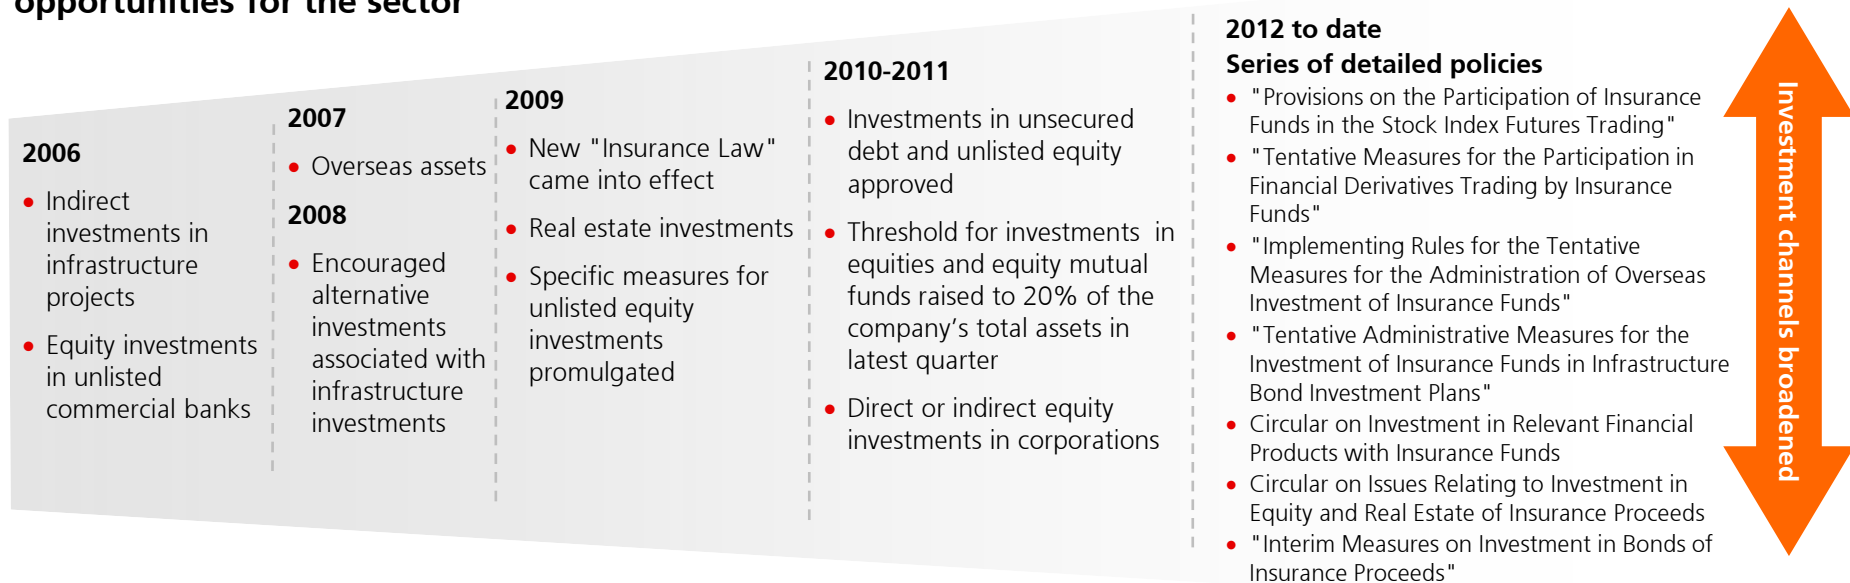 opportunities for the sector
2006
• Indirect
investments in
infrastructure
projects
• Equity investments
in unlisted
commercial banks
2007
• Overseas assets
2008
• Encouraged
alternative
investments
associated with
infrastructure
investments
2009
• New "Insurance Law"
came into effect
• Real estate investments
• Specific measures for
unlisted equity
investments
promulgated
2010-2011
• Investments in unsecured
debt and unlisted equity
approved
• Threshold for investments in
equities and equity mutual
funds raised to 20% of the
company’s total assets in
latest quarter
• Direct or indirect equity
investments in corporations
2012 to date
Series of detailed policies
• "Provisions on the Participation of Insurance
Funds in the Stock Index Futures Trading"
• "Tentative Measures for the Participation in
Financial Derivatives Trading by Insurance
Funds"
• "Implementing Rules for the Tentative
Measures for the Administration of Overseas
Investment of Insurance Funds"
• "Tentative Administrative Measures for the
Investment of Insurance Funds in Infrastructure
Bond Investment Plans"
• Circular on Investment in Relevant Financial
Products with Insurance Funds
• Circular on Issues Relating to Investment in
Equity and Real Estate of Insurance Proceeds
• "Interim Measures on Investment in Bonds of
Insurance Proceeds"
Investment channels broadened